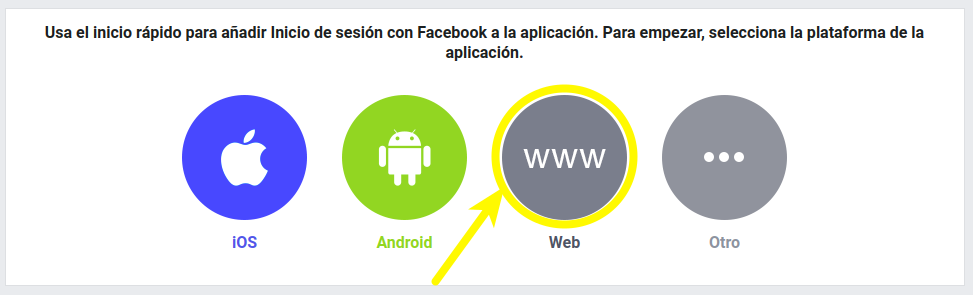 Usa el inicio rápido para añadir Inicio de sesión con Facebook a la aplicación. Para empezar, selecciona la plataforma de la
aplicación.
www
iOS
Android
Web
Otro